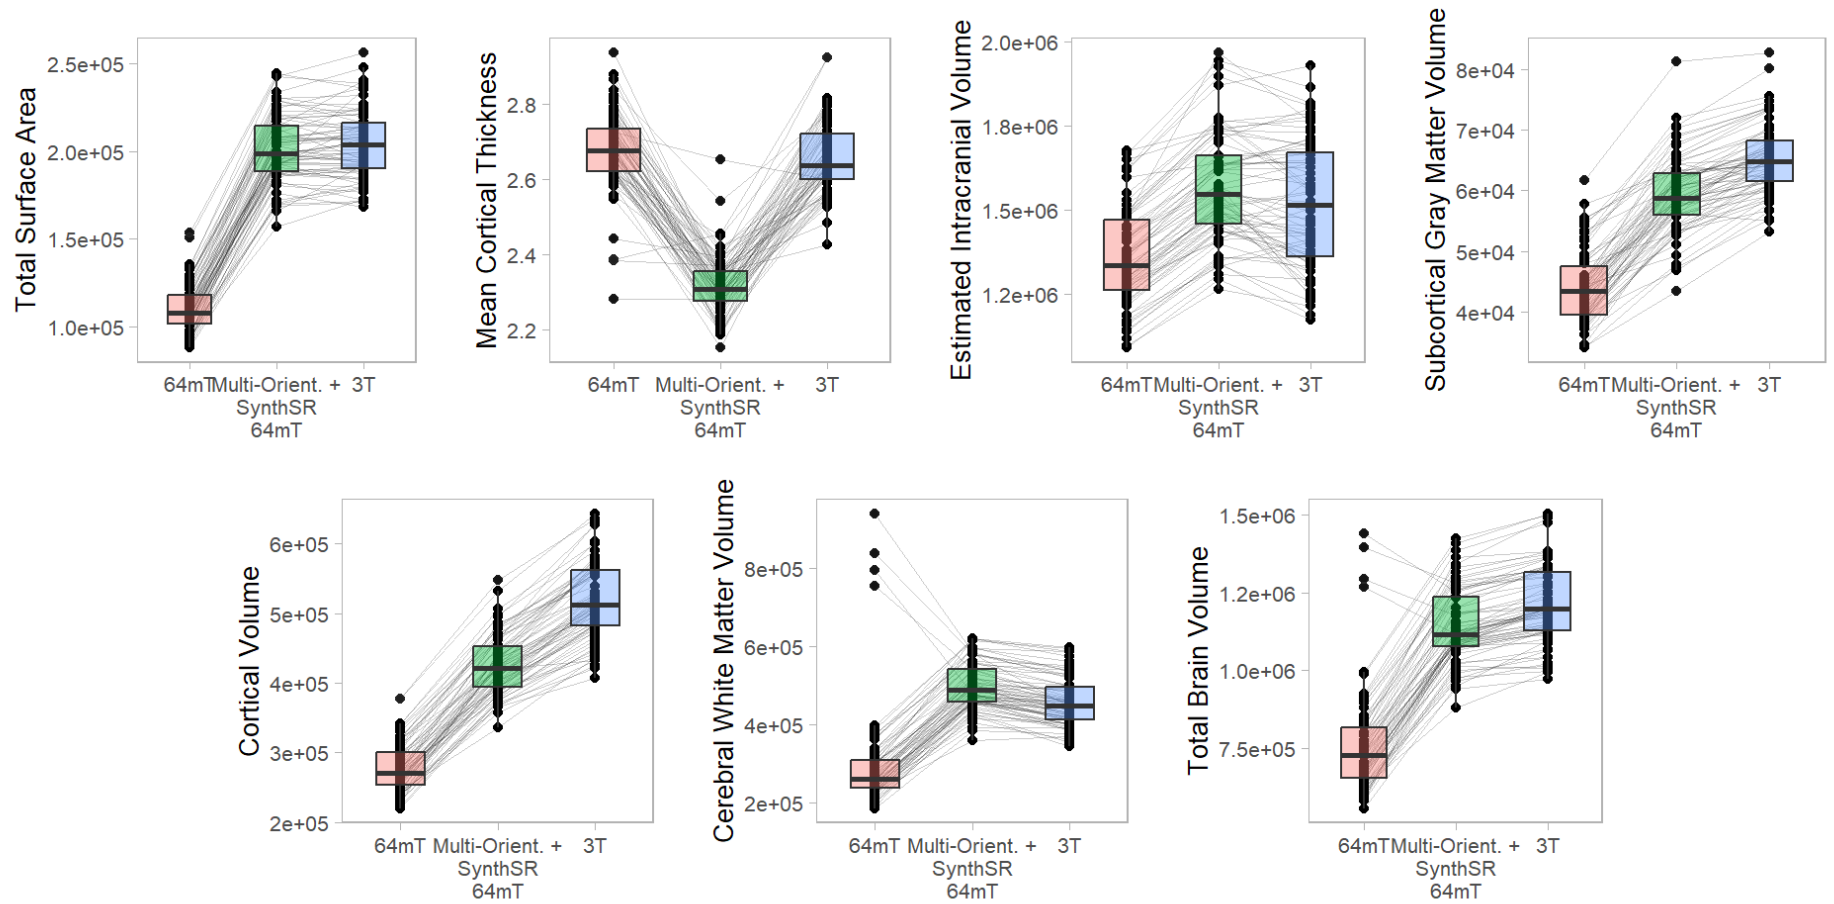 Total Surface Area
2.5e+05
2.0e+05
1.5e+05
1.0e+05
64mT
Multi-Orient. +
SynthSR
64mT
3T
Mean Cortical Thickness
2.8
2.6
2.4
2.2
64mT
Multi-Orient. +
SynthSR
64mT
3T
Estimated Intracranial Volume
2.0e+06
1.8e+06
1.5e+06
1.2e+06
64mT
Multi-Orient. +
SynthSR
64mT
3T
Subcortical Gray Matter Volume
8e+04
7e+04
6e+04
5e+04
4e+04
64mT
Multi-Orient. +
SynthSR
64mT
3T
Cortical Volume
6e+05
5e+05
4e+05
3e+05
2e+05
64mT
Multi-Orient. +
SynthSR
64mT
3T
Cerebral White Matter Volume
8e+05
6e+05
4e+05
2e+05
64mT
Multi-Orient. +
SynthSR
64mT
3T
Total Brain Volume
1.5e+06
1.2e+06
1.0e+06
7.5e+05
64mT
Multi-Orient. +
SynthSR
64mT
3T